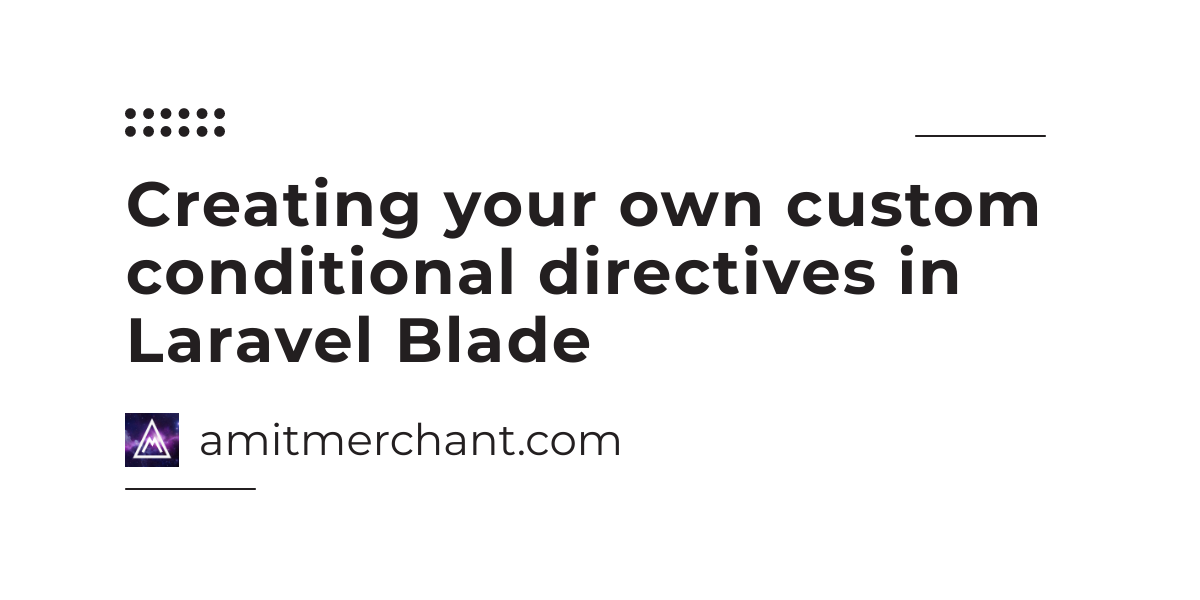 Creating your own custom
conditional directives in
Laravel Blade
amitmerchant.com